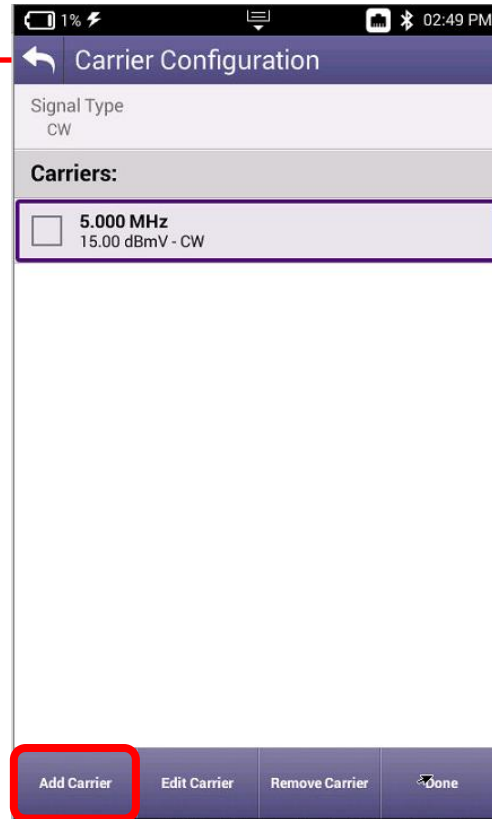 1% 02:49 PM
Carrier Configuration
Signal Type
CW
Carriers:
5.000 MHz
15.00 dBmV - CW
Add Carrier Edit Carrier Remove Carrier Done